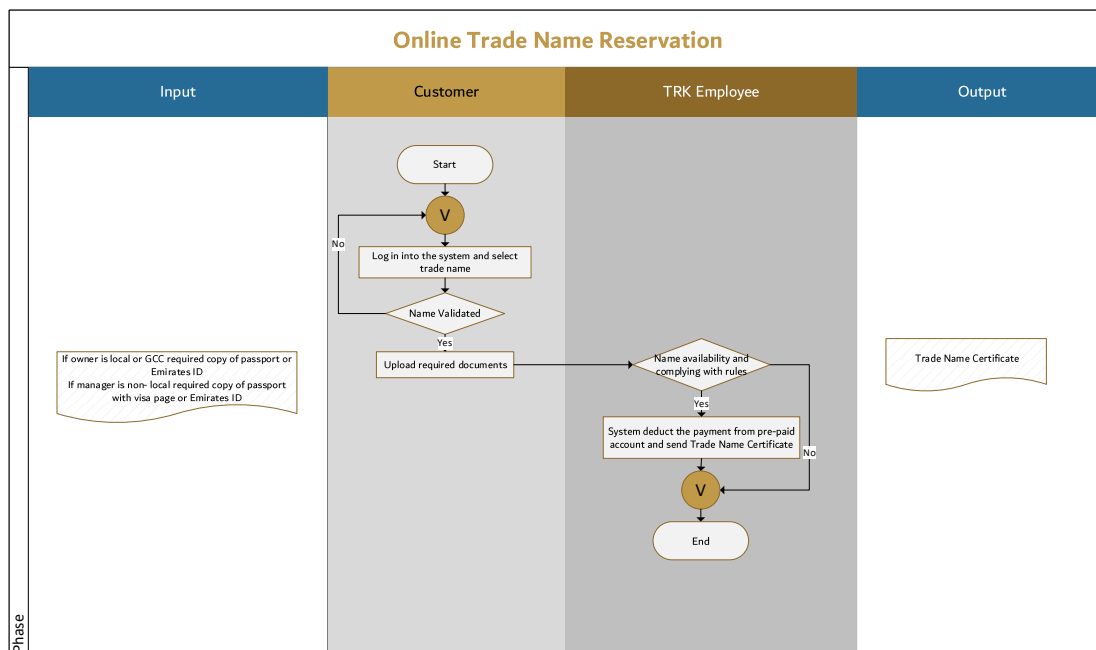 Online Trade Name Reservation
Input
Customer
TRK Employee
Output
Start
V
No
Log in into the system and select
trade name
Name Validated
Yes
If owner is local or GCC required copy of passport or
Emirates ID
If manager is non- local required copy of passport
with visa page or Emirates ID
Upload required documents
Name availability and
complying with rules
Trade Name Certificate
Yes
System deduct the payment from pre-paid
account and send Trade Name Certificate
No
V
End
Phase